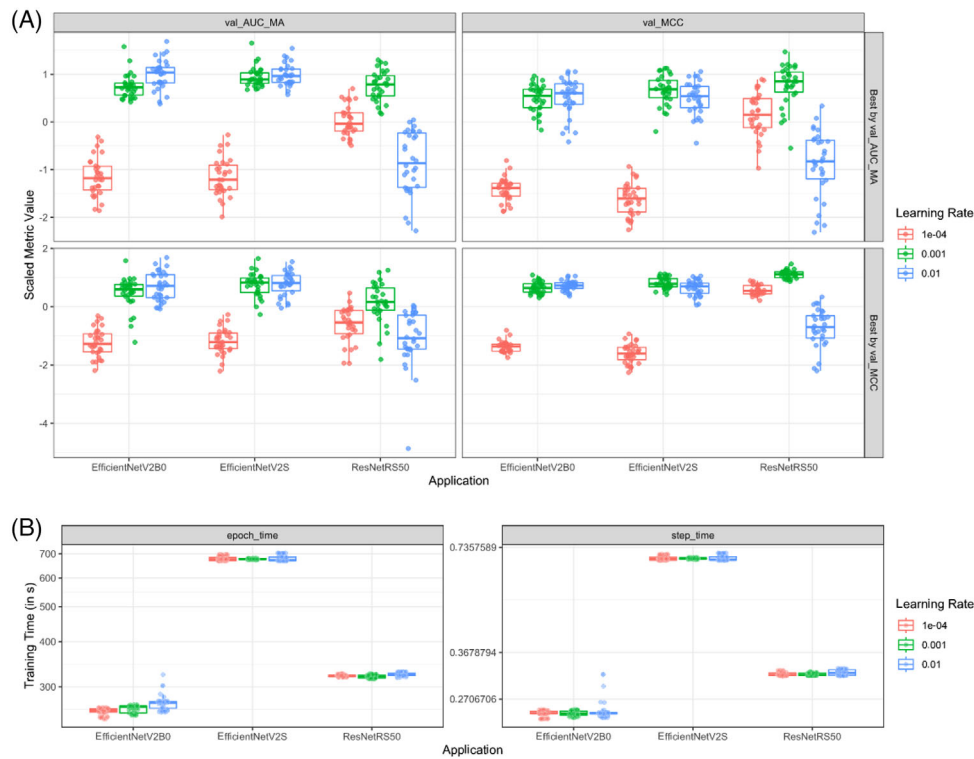 (A)
val_AUC_MA
val_MCC
Scaled Metric Value
1
0
-1
-2
Best by val_AUC_MA
2
0
-2
-4
Best by val_MCC
EfficientNetV2B0
EfficientNetV2S
ResNetRS50
EfficientNetV2B0
EfficientNetV2S
ResNetRS50
Application
Learning Rate
1e-04
0.001
0.01
(B)
epoch_time
step_time
Training Time (in s)
700
600
500
400
300
0.7357589
0.3678794
0.2706706
EfficientNetV2B0
EfficientNetV2S
ResNetRS50
EfficientNetV2B0
EfficientNetV2S
ResNetRS50
Application
Learning Rate
1e-04
0.001
0.01